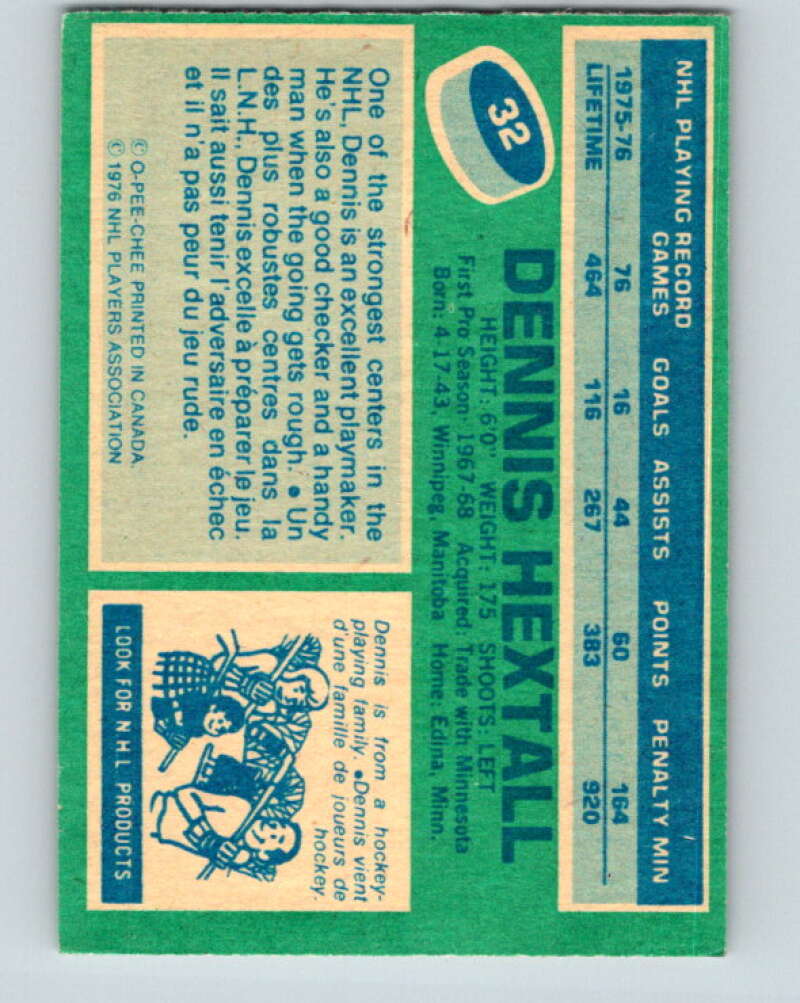 NHL PLAYING RECORD
GAMES GOALS ASSISTS POINTS PENALTY MIN
1975-76 76 16 44 60 164
LIFETIME 464 116 267 383 920
32
DENNIS HEXTALL
HEIGHT: 6'0" WEIGHT: 175 SHOOTS: LEFT
First Pro Season: 1967-68 Acquired: Trade with Minnesota
Born: 4-17-43, Winnipeg, Manitoba Home: Edina, Minn.
One of the strongest centers in the
NHL, Dennis is an excellent playmaker.
He's also a good checker and a handy
man when the going gets rough. ● Un
des plus robustes centres dans la
L.N.H., Dennis excelle à préparer le jeu.
Il sait aussi tenir l'adversaire en échec
et il n'a pas peur du jeu rude.
© O-PEE-CHEE PRINTED IN CANADA.
© 1976 NHL PLAYERS ASSOCIATION
Dennis is from a hockey-
playing family. ●Dennis vient
d'une famille de joueurs de
hockey.
LOOK FOR NHL PRODUCTS